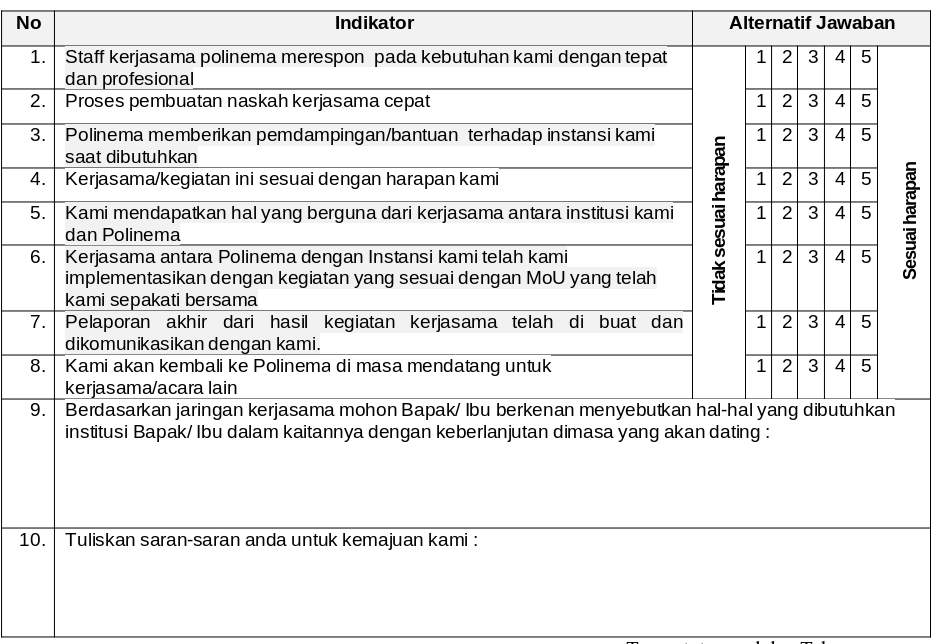 No Indikator Alternatif Jawaban
1. Staff kerjasama polinema merespon pada kebutuhan kami dengan tepat 1 2 3 4 5
dan profesional
2. Proses pembuatan naskah kerjasama cepat 1 2 3 4 5
3. Polinema memberikan pemdampingan/bantuan terhadap instansi kami 1 2 3 4 5
saat dibutuhkan
4. Kerjasama/kegiatan ini sesuai dengan harapan kami 1 2 3 4 5
5. Kami mendapatkan hal yang berguna dari kerjasama antara institusi kami 1 2 3 4 5
dan Polinema
6. Kerjasama antara Polinema dengan Instansi kami telah kami 1 2 3 4 5
implementasikan dengan kegiatan yang sesuai dengan MoU yang telah
kami sepakati bersama
7. Pelaporan akhir dari hasil kegiatan kerjasama telah di buat dan 1 2 3 4 5
dikomunikasikan dengan kami.
8. Kami akan kembali ke Polinema di masa mendatang untuk 1 2 3 4 5
kerjasama/acara lain
Tidak sesuai harapan
Sesuai harapan
9. Berdasarkan jaringan kerjasama mohon Bapak/ Ibu berkenan menyebutkan hal-hal yang dibutuhkan
institusi Bapak/ Ibu dalam kaitannya dengan keberlanjutan dimasa yang akan dating :
10. Tuliskan saran-saran anda untuk kemajuan kami :